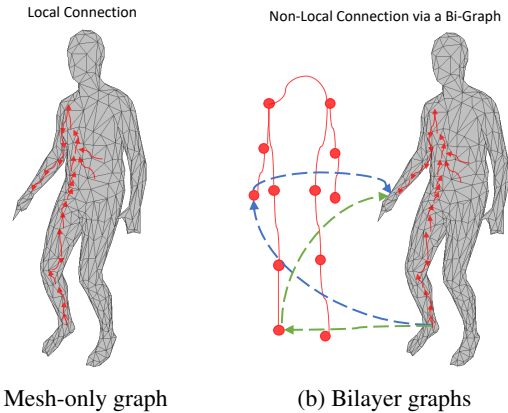 Local Connection
Non-Local Connection via a Bi-Graph
Mesh-only graph
(b) Bilayer graphs